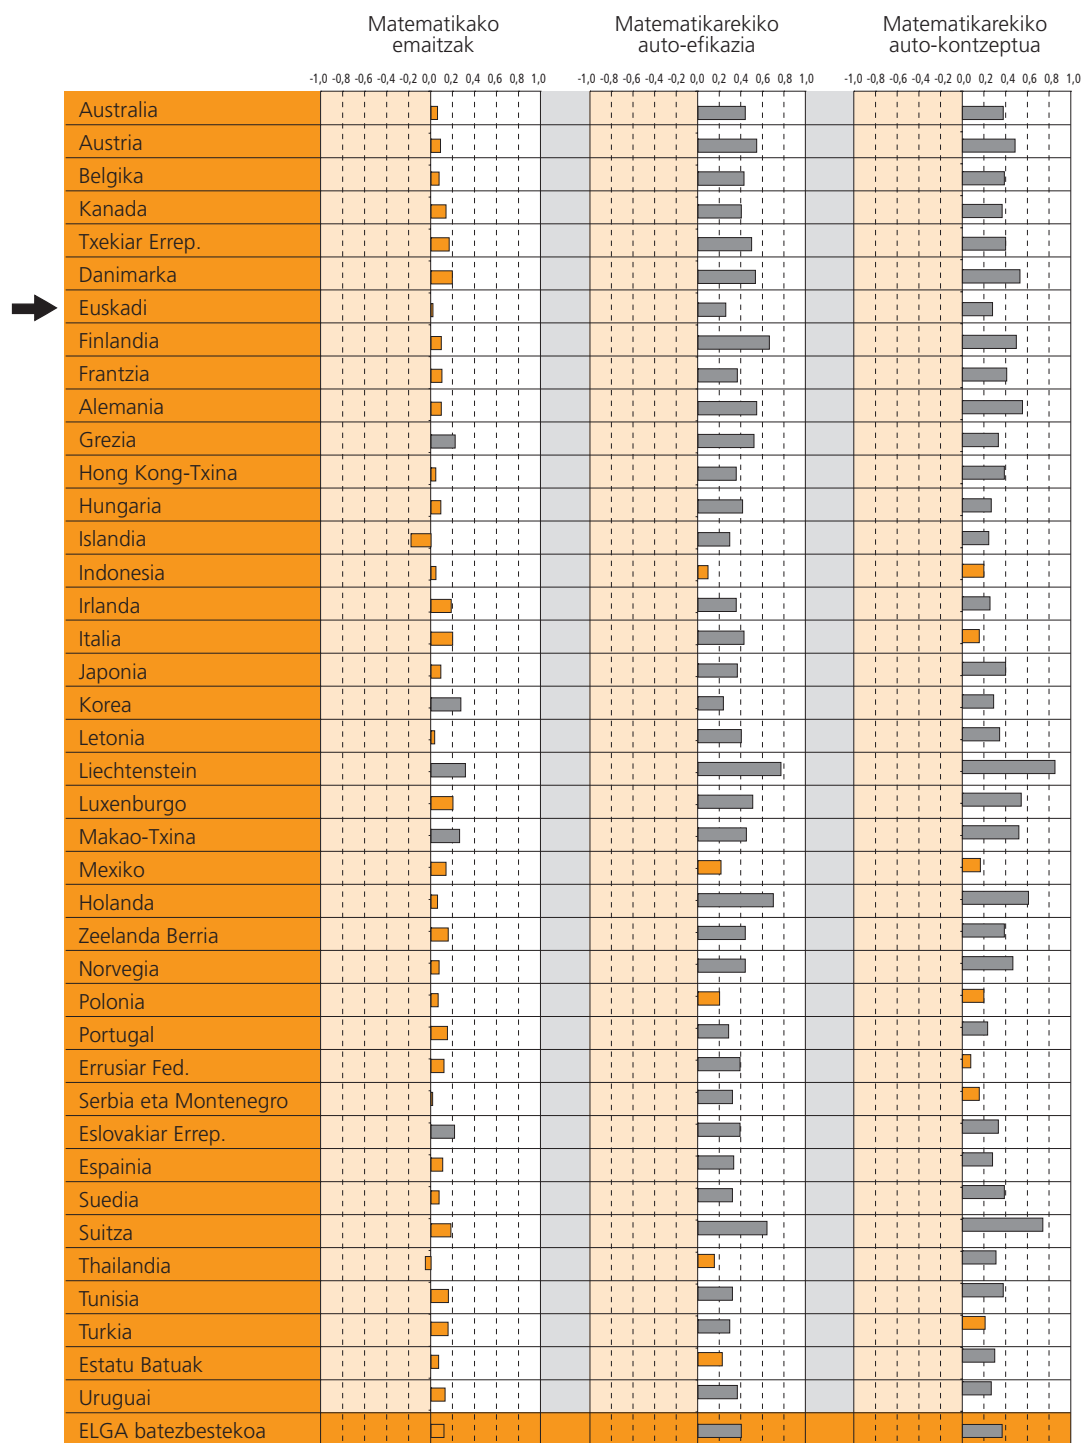 Matematikako
emaitzak
Matematikarekiko
auto-efikazia
Matematikarekiko
auto-kontzeptua
-1,0 -0,8 -0,6 -0,4 -0,2 0,0 0,2 0,4 0,6 0,8 1,0
-1,0 -0,8 -0,6 -0,4 -0,2 0,0 0,2 0,4 0,6 0,8 1,0
-1,0 -0,8 -0,6 -0,4 -0,2 0,0 0,2 0,4 0,6 0,8 1,0
Australia
Austria
Belgika
Kanada
Txekiar Errep.
Danimarka
Euskadi
Finlandia
Frantzia
Alemania
Grezia
Hong Kong-Txina
Hungaria
Islandia
Indonesia
Irlanda
Italia
Japonia
Korea
Letonia
Liechtenstein
Luxenburgo
Makao-Txina
Mexiko
Holanda
Zeelanda Berria
Norvegia
Polonia
Portugal
Errusiar Fed.
Serbia eta Montenegro
Eslovakiar Errep.
Espainia
Suedia
Suitza
Thailandia
Tunisia
Turkia
Estatu Batuak
Uruguai
ELGA batezbestekoa